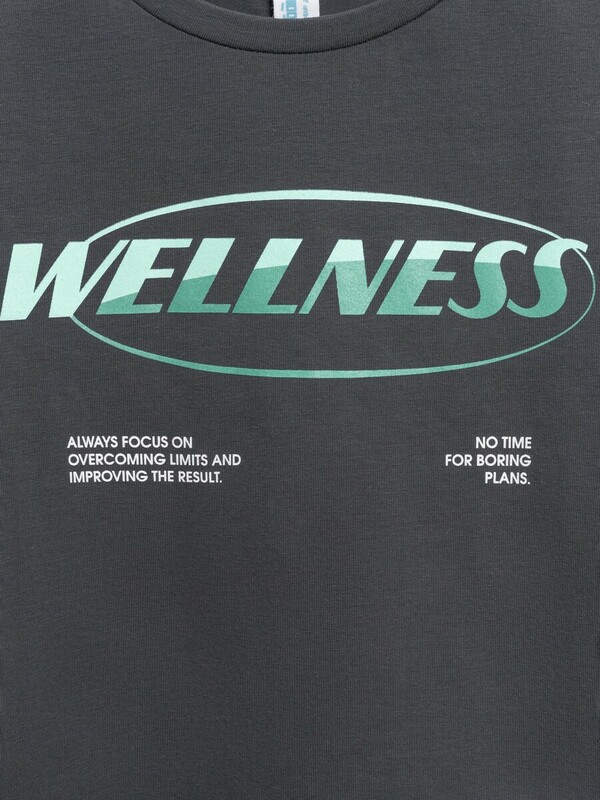 WELLNESS
ALWAYS FOCUS ON
OVERCOMING LIMITS AND
IMPROVING THE RESULT.
NO TIME
FOR BORING
PLANS.